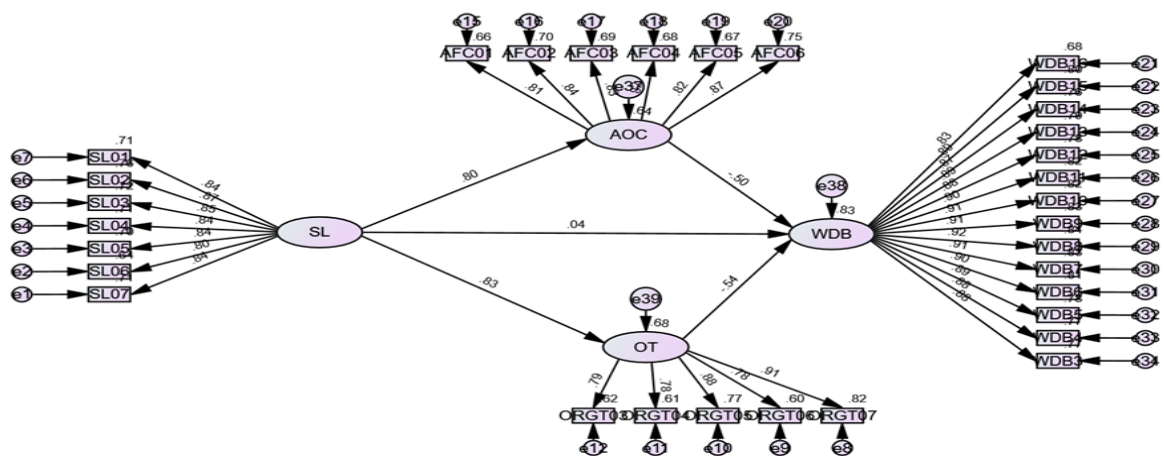 e15 e16 e17 e18 e19 e20
.66 .70 .69 .68 .67 .75
AFC01 AFC02 AFC03 AFC04 AFC05 AFC06
.81 .84 .82 .87
e37
.64
AOC
.68
WDB15 e21
WDB14 e22
e23
WDB13 e24
WDB12 e25
WDB11 e26
WDB10 e27
WDB9 e28
WDB8 e29
WDB7 e30
WDB6 e31
WDB5 e32
WDB4 e33
WDB3 e34
.83
.90
.91
.91
.92
.91
.90
.89
.88
.88
.71
e7 SL01
e6 SL02
e5 SL03
e4 SL04
e3 SL05
e2 SL06
e1 SL07
.84
.87
.85
.84
.84
.80
.84
SL
.80
-.50
e38
.83
.04
WDB
.83
-.54
e39
.68
OT
.79 .78 .88 .78 .91
.62 .61 .77 .60 .82
ORGT03 ORGT04 ORGT05 ORGT06 ORGT07
e12 e11 e10 e9 e8